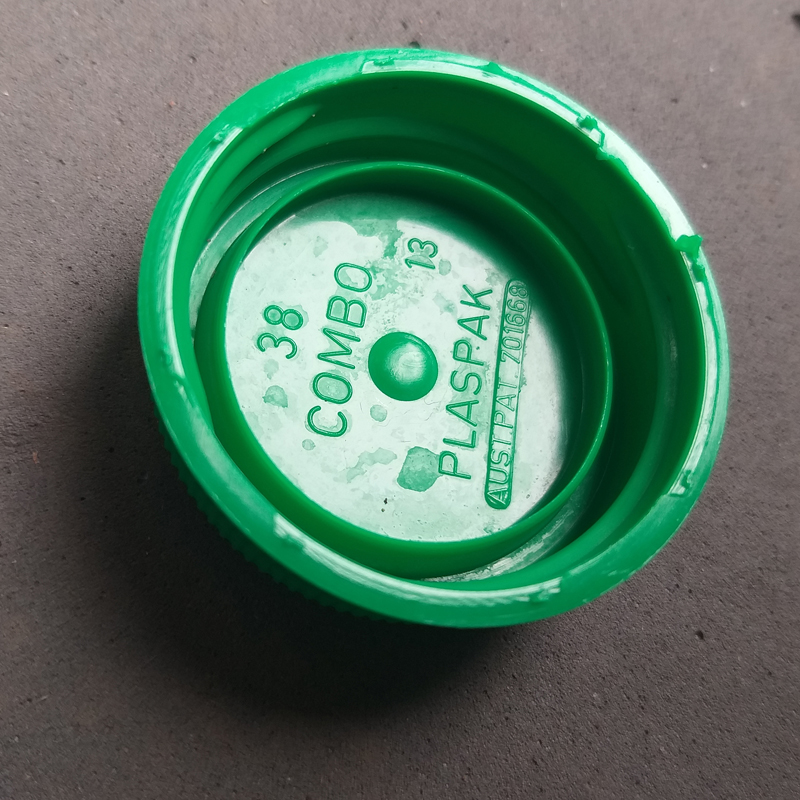 38
COMBO
13
PLASPAK
AUST PAT 701668